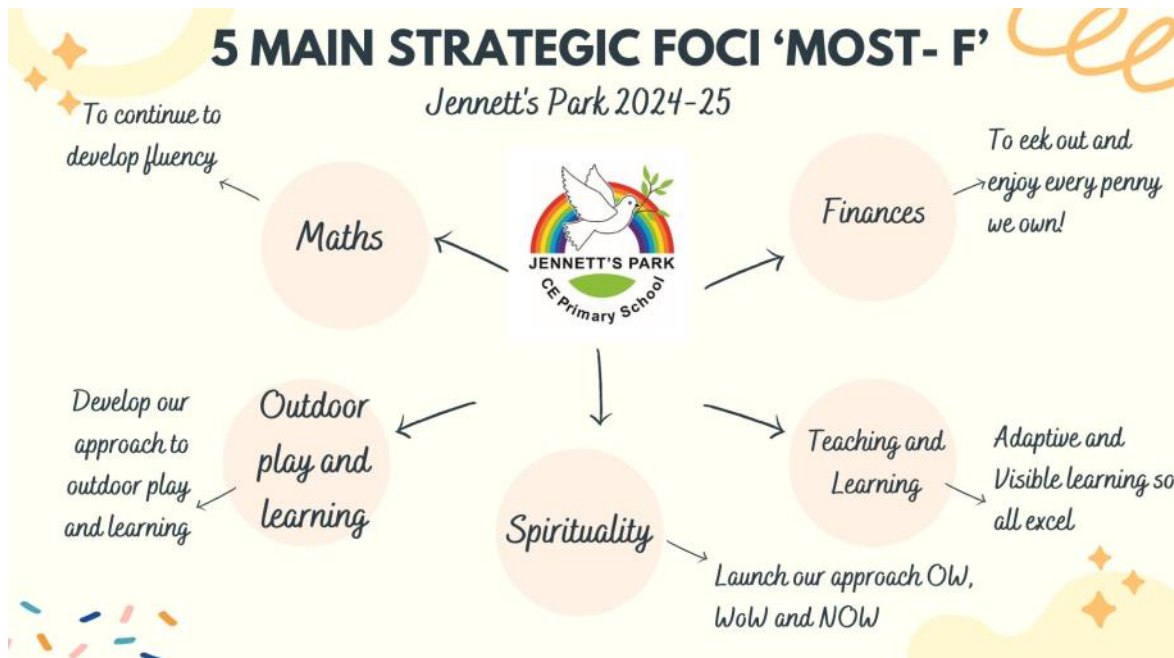 5 MAIN STRATEGIC FOCI ‘MOST- F’
Jennett's Park 2024-25
To continue to
develop fluency
Maths
JENNETT'S PARK
CE Primary School
Finances
To eek out and
enjoy every penny
we own!
Develop our
approach to
outdoor play
and learning
Outdoor
play and
learning
Spirituality
Launch our approach OW,
WoW and NOW
Teaching and
Learning
Adaptive and
Visible learning so
all excel